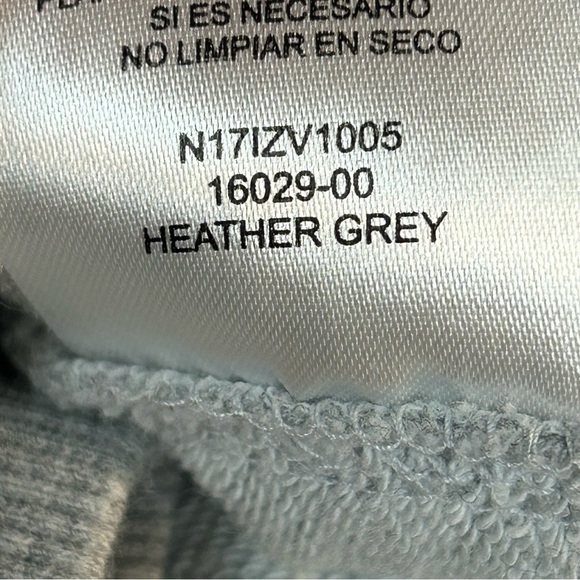 SI ES NECESARIO
NO LIMPIAR EN SECO
N17IZV1005
16029-00
HEATHER GREY